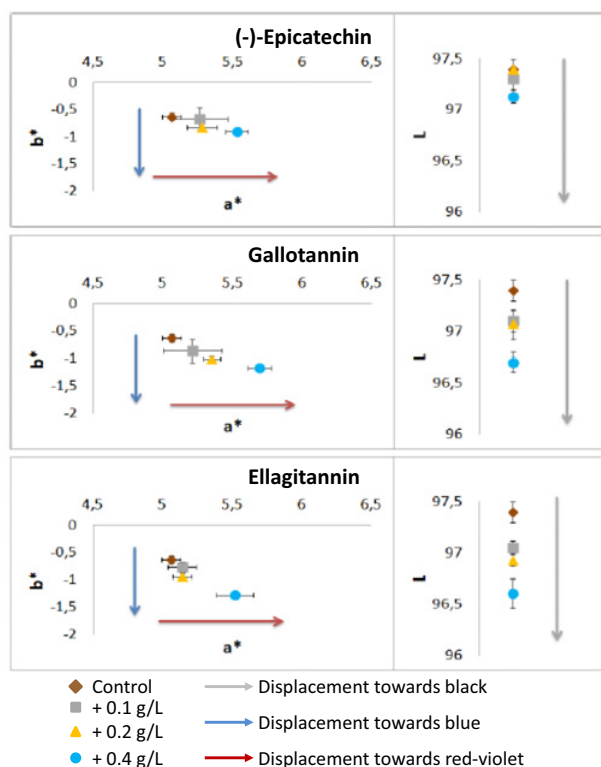 (-)-Epicatechin
4,5 5 5,5 6 6,5
0
-0,5
-1
-1,5
-2
b*
a*
97,5
97
96,5
96
L
Gallotannin
4,5 5 5,5 6 6,5
0
-0,5
-1
-1,5
-2
b*
a*
97,5
97
96,5
96
L
Ellagitannin
4,5 5 5,5 6 6,5
0
-0,5
-1
-1,5
-2
b*
a*
97,5
97
96,5
96
L
Control
+ 0.1 g/L
+ 0.2 g/L
+ 0.4 g/L
Displacement towards black
Displacement towards blue
Displacement towards red-violet